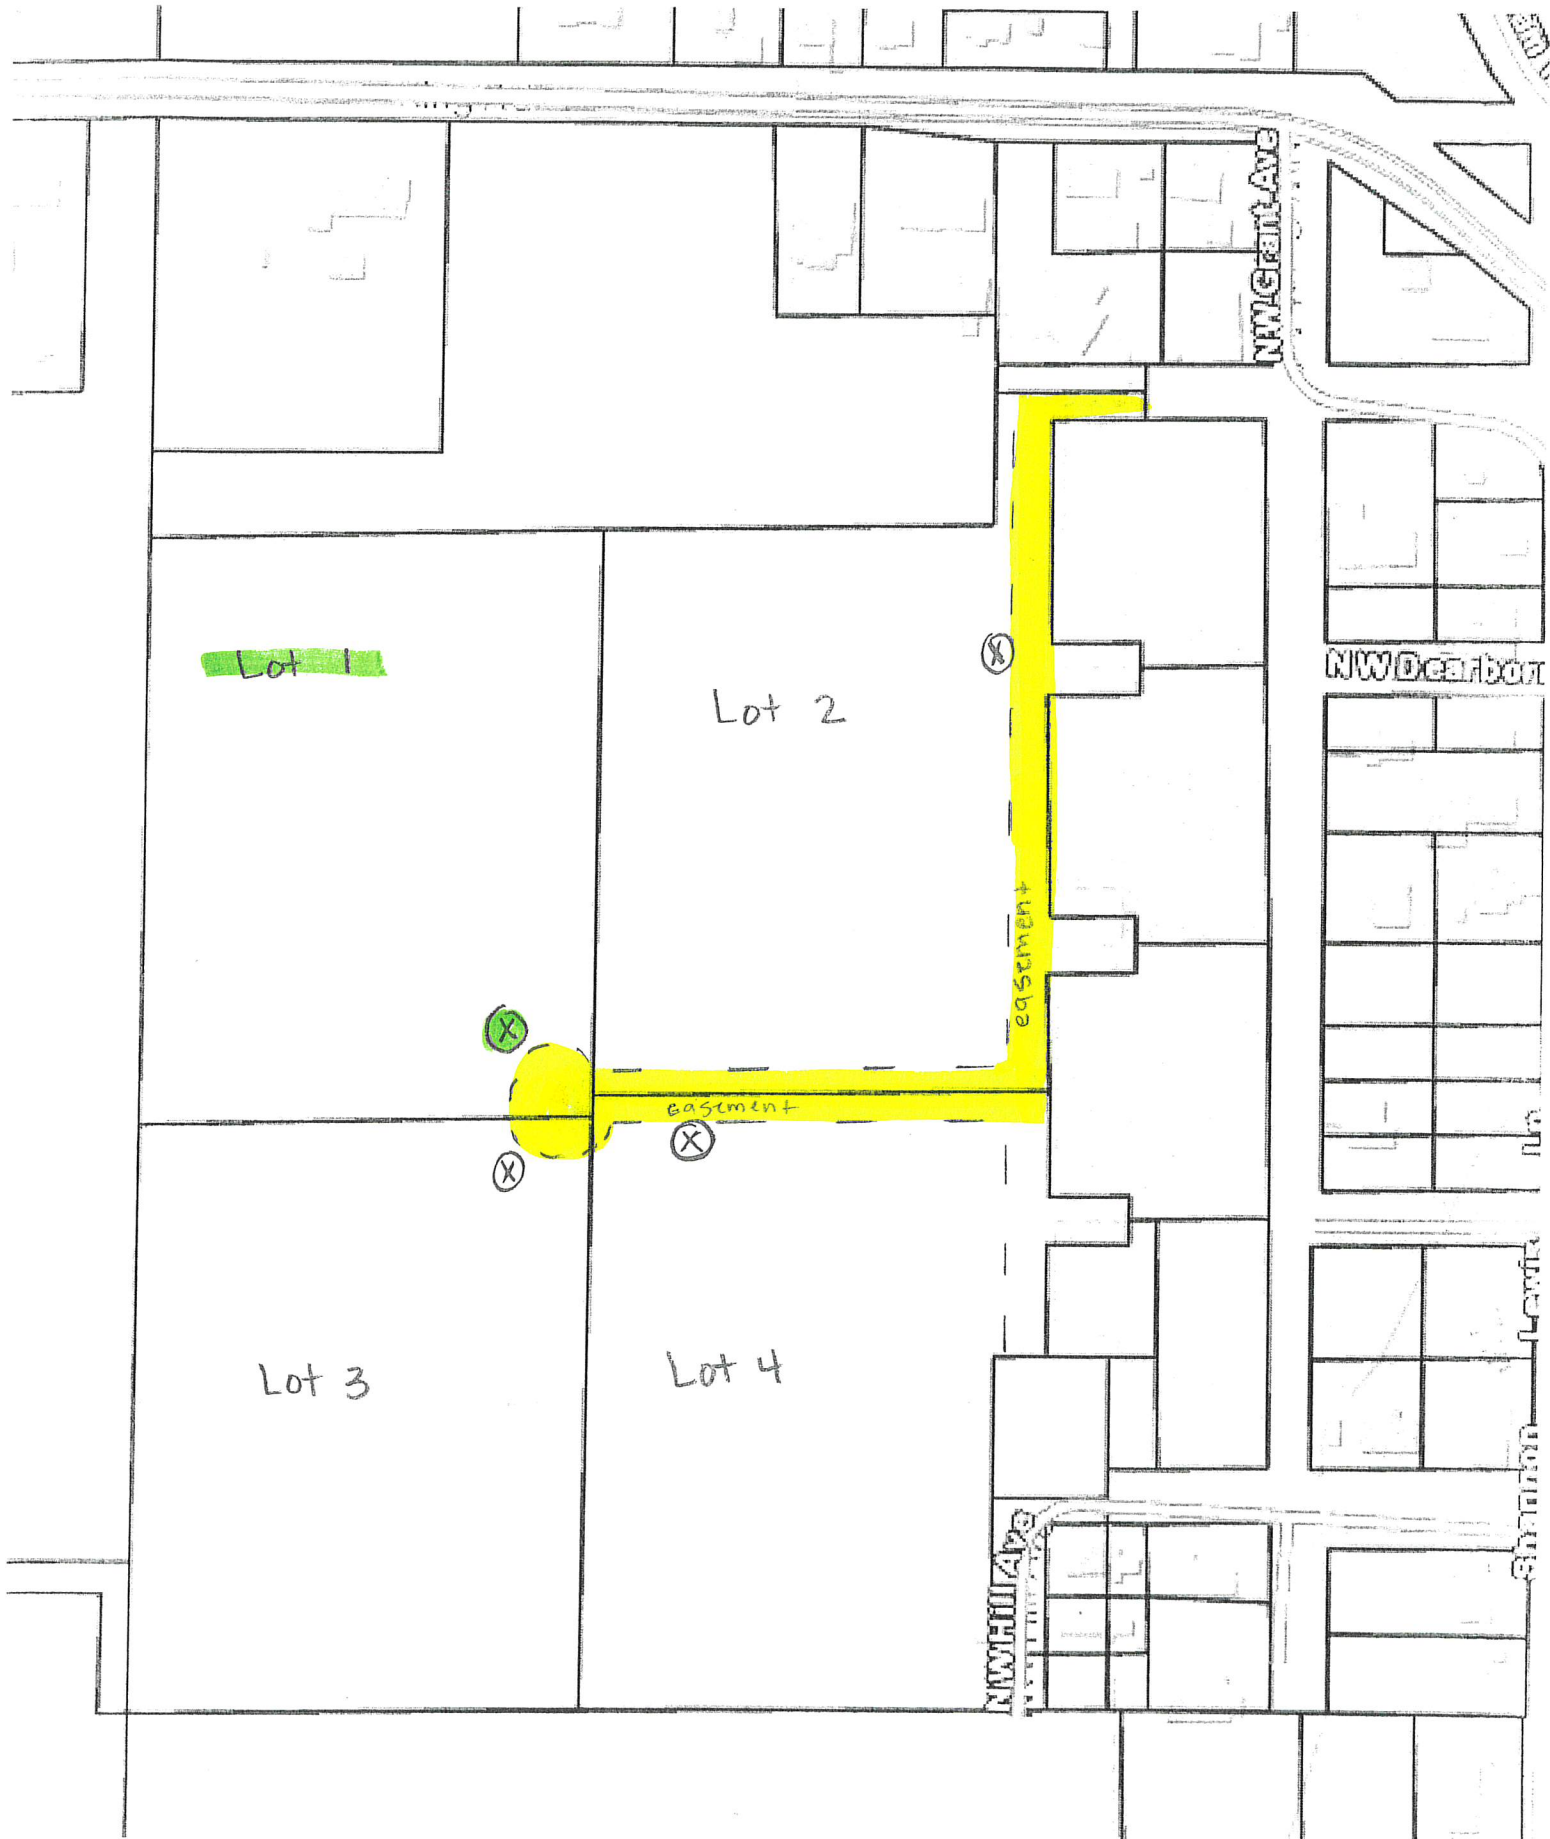 NW Grant Ave
Lot 1
NW Dearborn
X
Lot 2
easement
X
easement
X
X
Lot 3
Lot 4
Lewis
NW Hill Ave